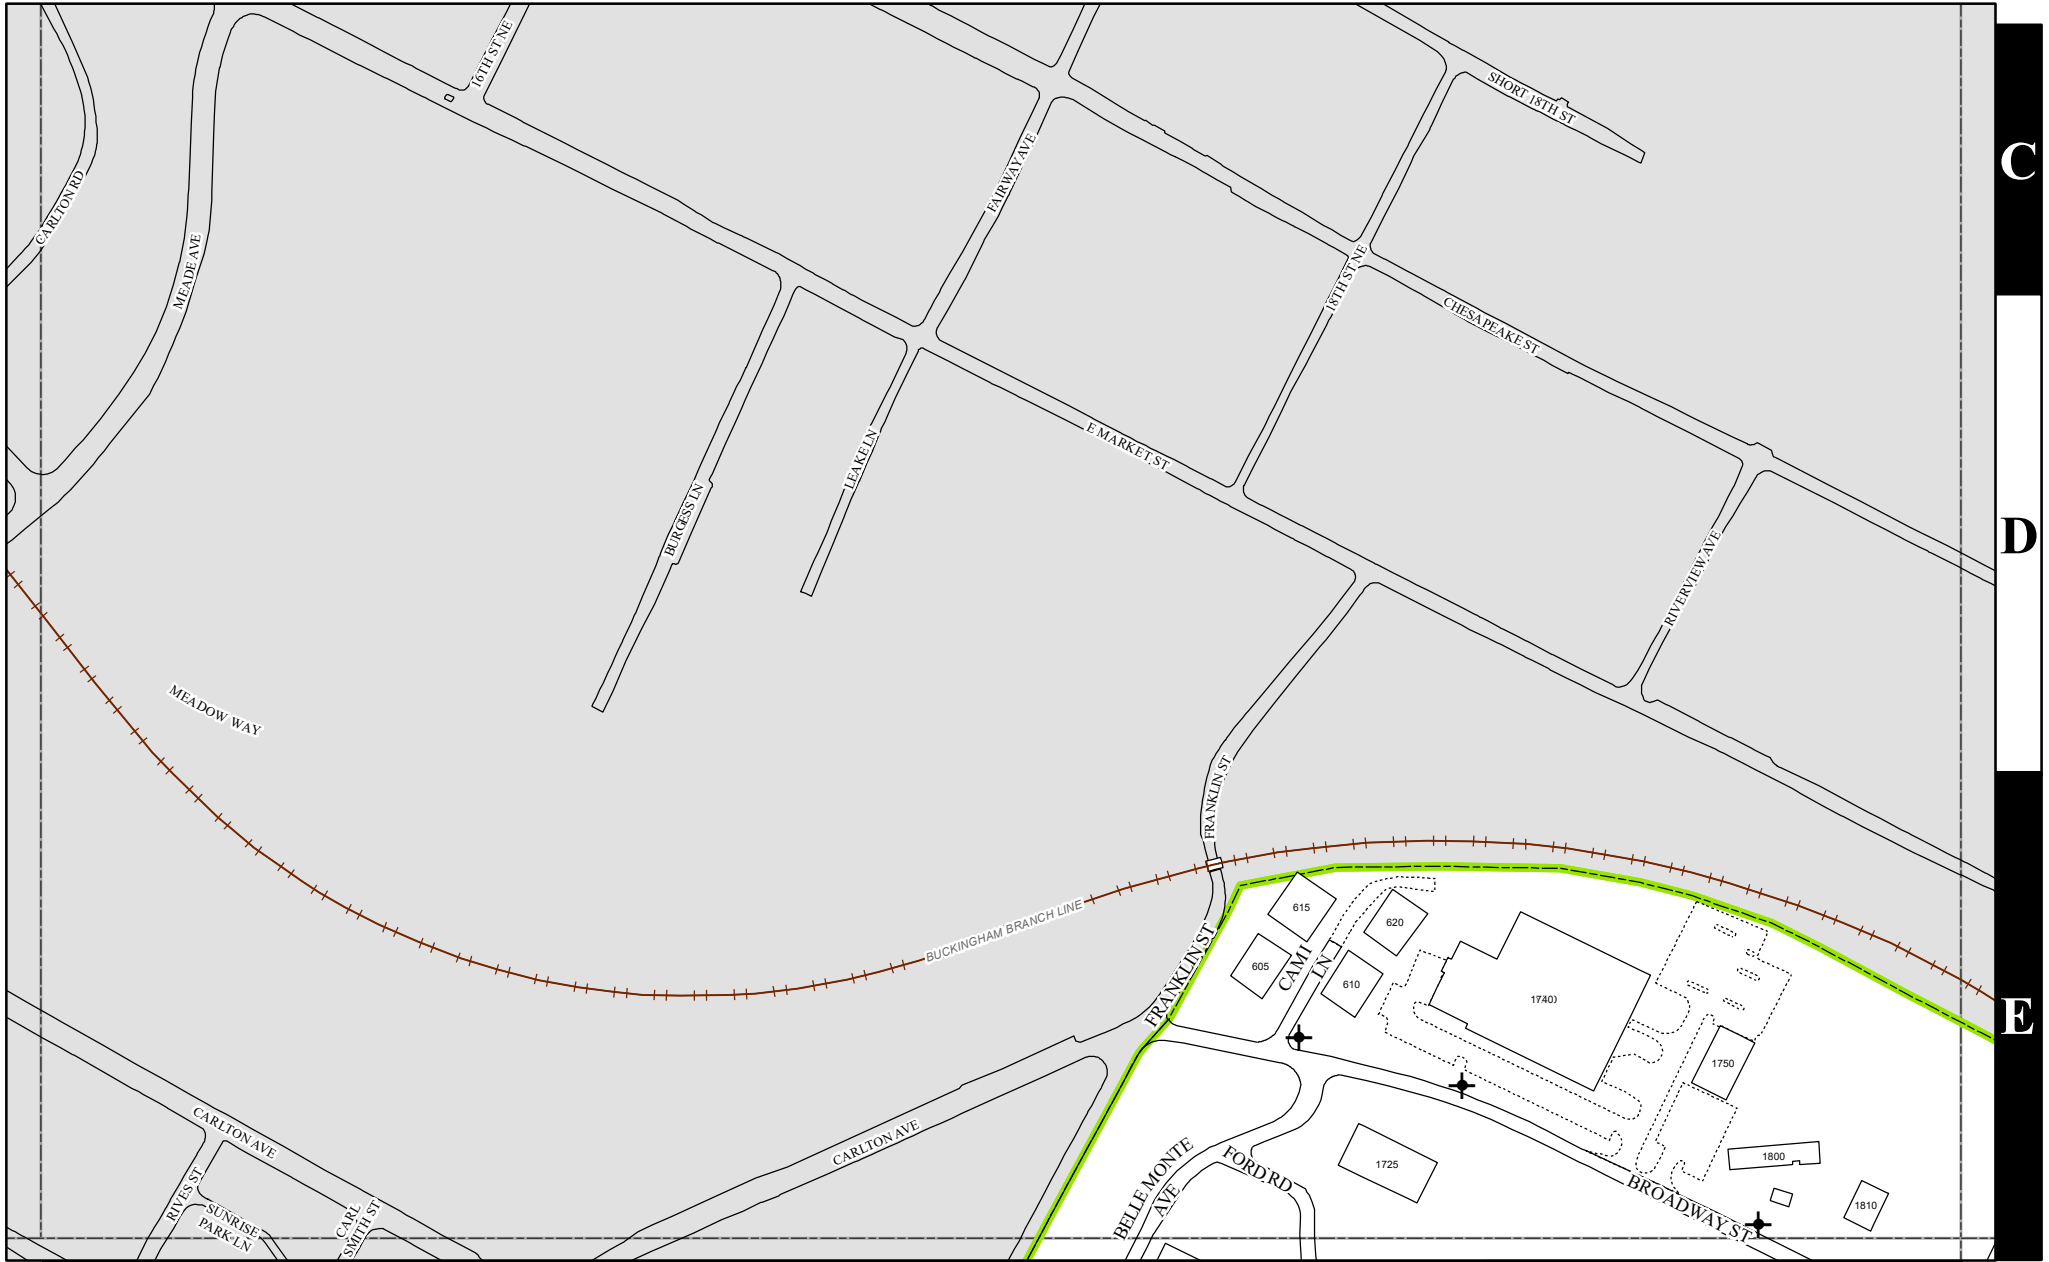 16TH ST NE
SHORT 18TH ST
C
CARLTON RD
FAIRWAY AVE
MEADE AVE
18TH ST NE
CHESAPEAKE ST
E MARKET ST
LEAKE LN
BURGESS LN
D
RIVERVIEW AVE
MEADOW WAY
FRANKLIN ST
BUCKINGHAM BRANCH LINE
615
620
FRANKLIN ST
605
CAMI
LN
610
E
1750
CARLTON AVE
CARLTON AVE
BELLE MONTE
AVE
FORD RD
1725
1800
RIVES ST
SUNRISE
PARK LN
CARL
SMITH ST
BROADWAY ST
1810